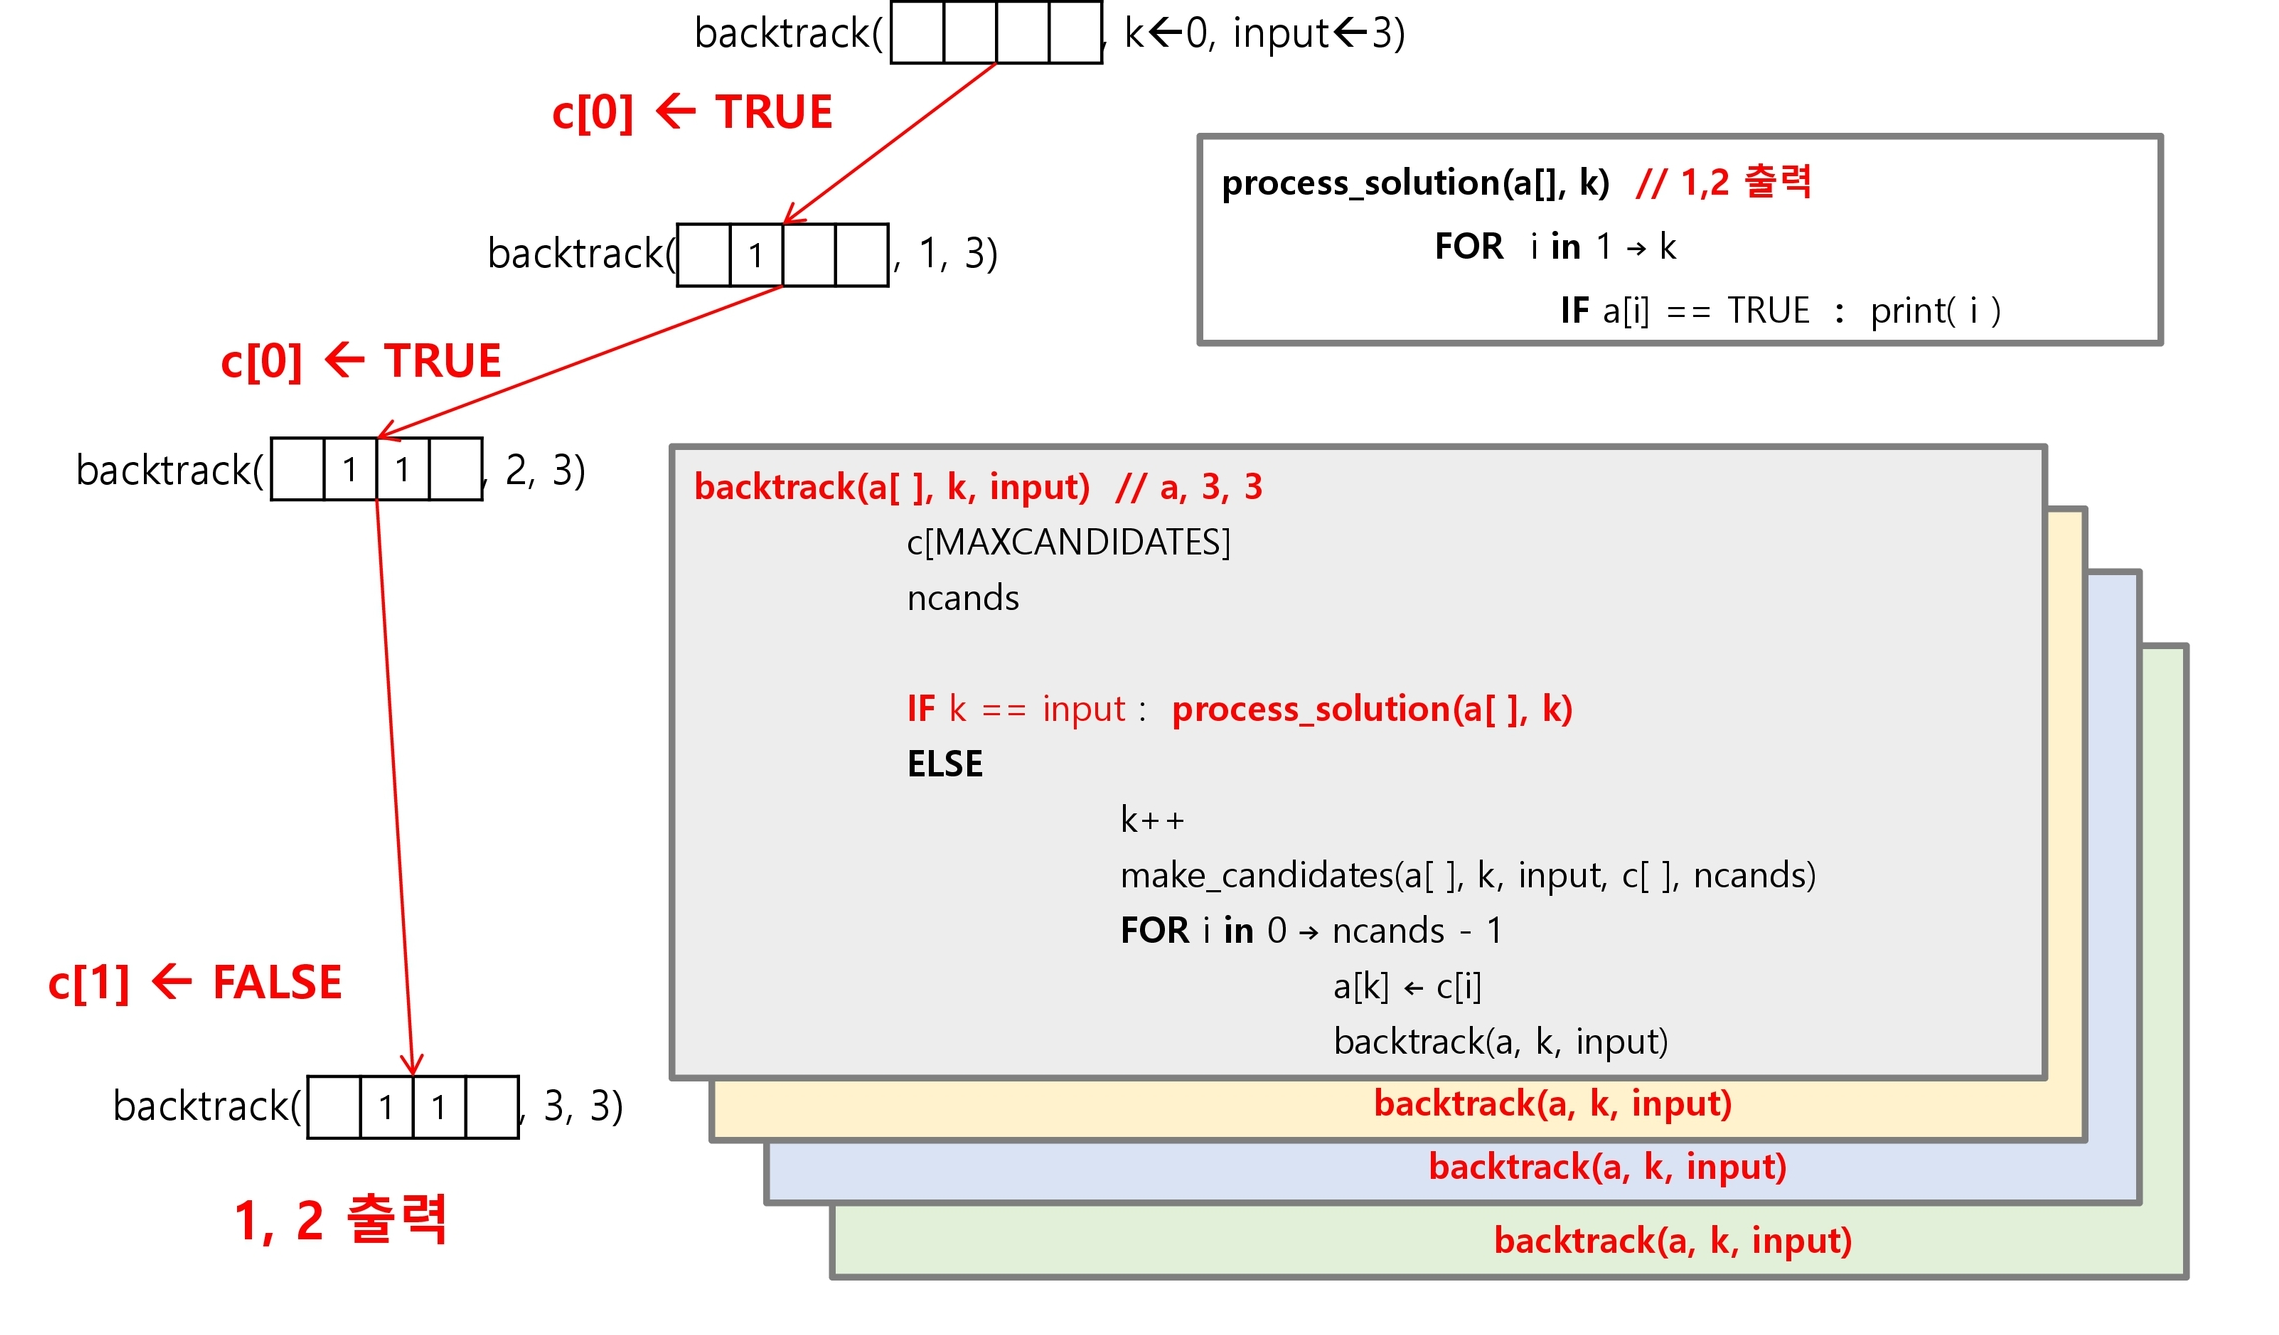 backtrack( , k←0, input←3)
c[0] ← TRUE
process_solution(a[], k) // 1,2 출력
FOR i in 1 → k
IF a[i] == TRUE : print( i )
backtrack( 1 , 1, 3)
c[0] ← TRUE
backtrack( 1 1 , 2, 3)
backtrack(a[ ], k, input) // a, 3, 3
c[MAXCANDIDATES]
ncands
IF k == input : process_solution(a[ ], k)
ELSE
k++
make_candidates(a[ ], k, input, c[ ], ncands)
FOR i in 0 → ncands - 1
a[k] ← c[i]
backtrack(a, k, input)
c[1] ← FALSE
backtrack( 1 1 , 3, 3)
1, 2 출력
backtrack(a, k, input)
backtrack(a, k, input)
backtrack(a, k, input)